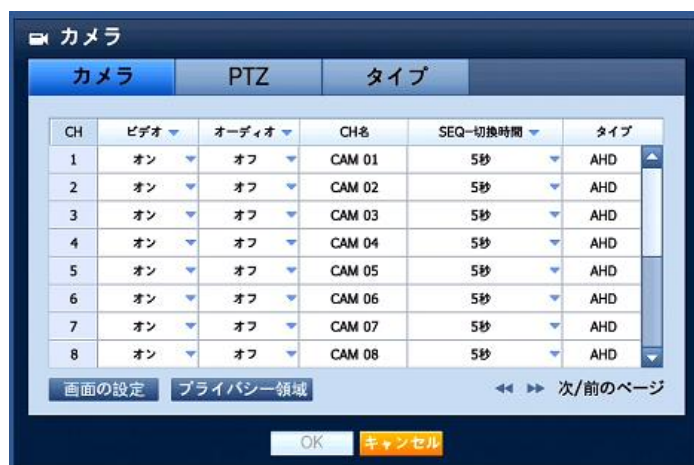 カメラ
カメラ PTZ タイプ
CH ビデオ オーディオ CH名 SEQー切換時間 タイプ
1 オン オフ CAM 01 5秒 AHD
2 オン オフ CAM 02 5秒 AHD
3 オン オフ CAM 03 5秒 AHD
4 オン オフ CAM 04 5秒 AHD
5 オン オフ CAM 05 5秒 AHD
6 オン オフ CAM 06 5秒 AHD
7 オン オフ CAM 07 5秒 AHD
8 オン オフ CAM 08 5秒 AHD
画面の設定 プライバシー領域 次/前のページ
OK キャンセル